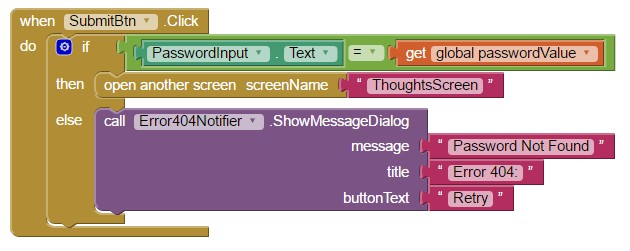 when SubmitBtn .Click
do if PasswordInput . Text = get global passwordValue
then open another screen screenName " ThoughtsScreen "
else call Error404Notifier .ShowMessageDialog
message " Password Not Found "
title " Error 404: "
buttonText " Retry "